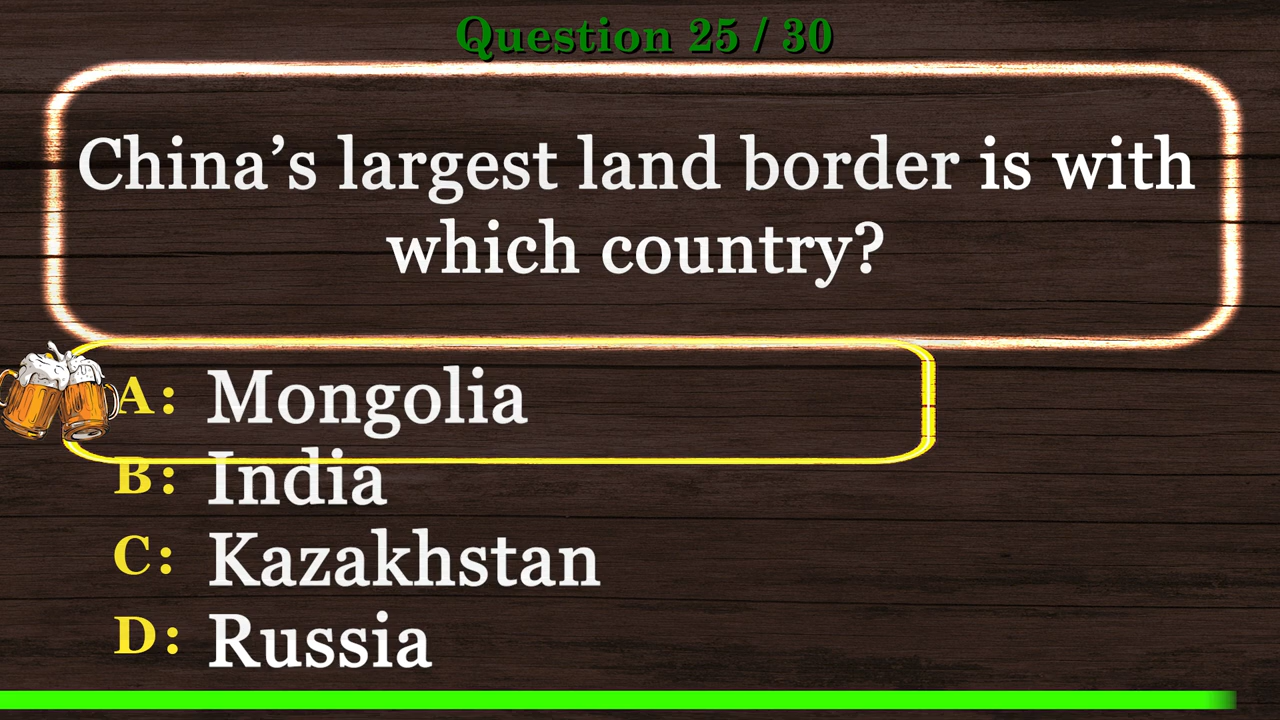 Question 25 / 30
China’s largest land border is with
which country?
A: Mongolia
B: India
C: Kazakhstan
D: Russia